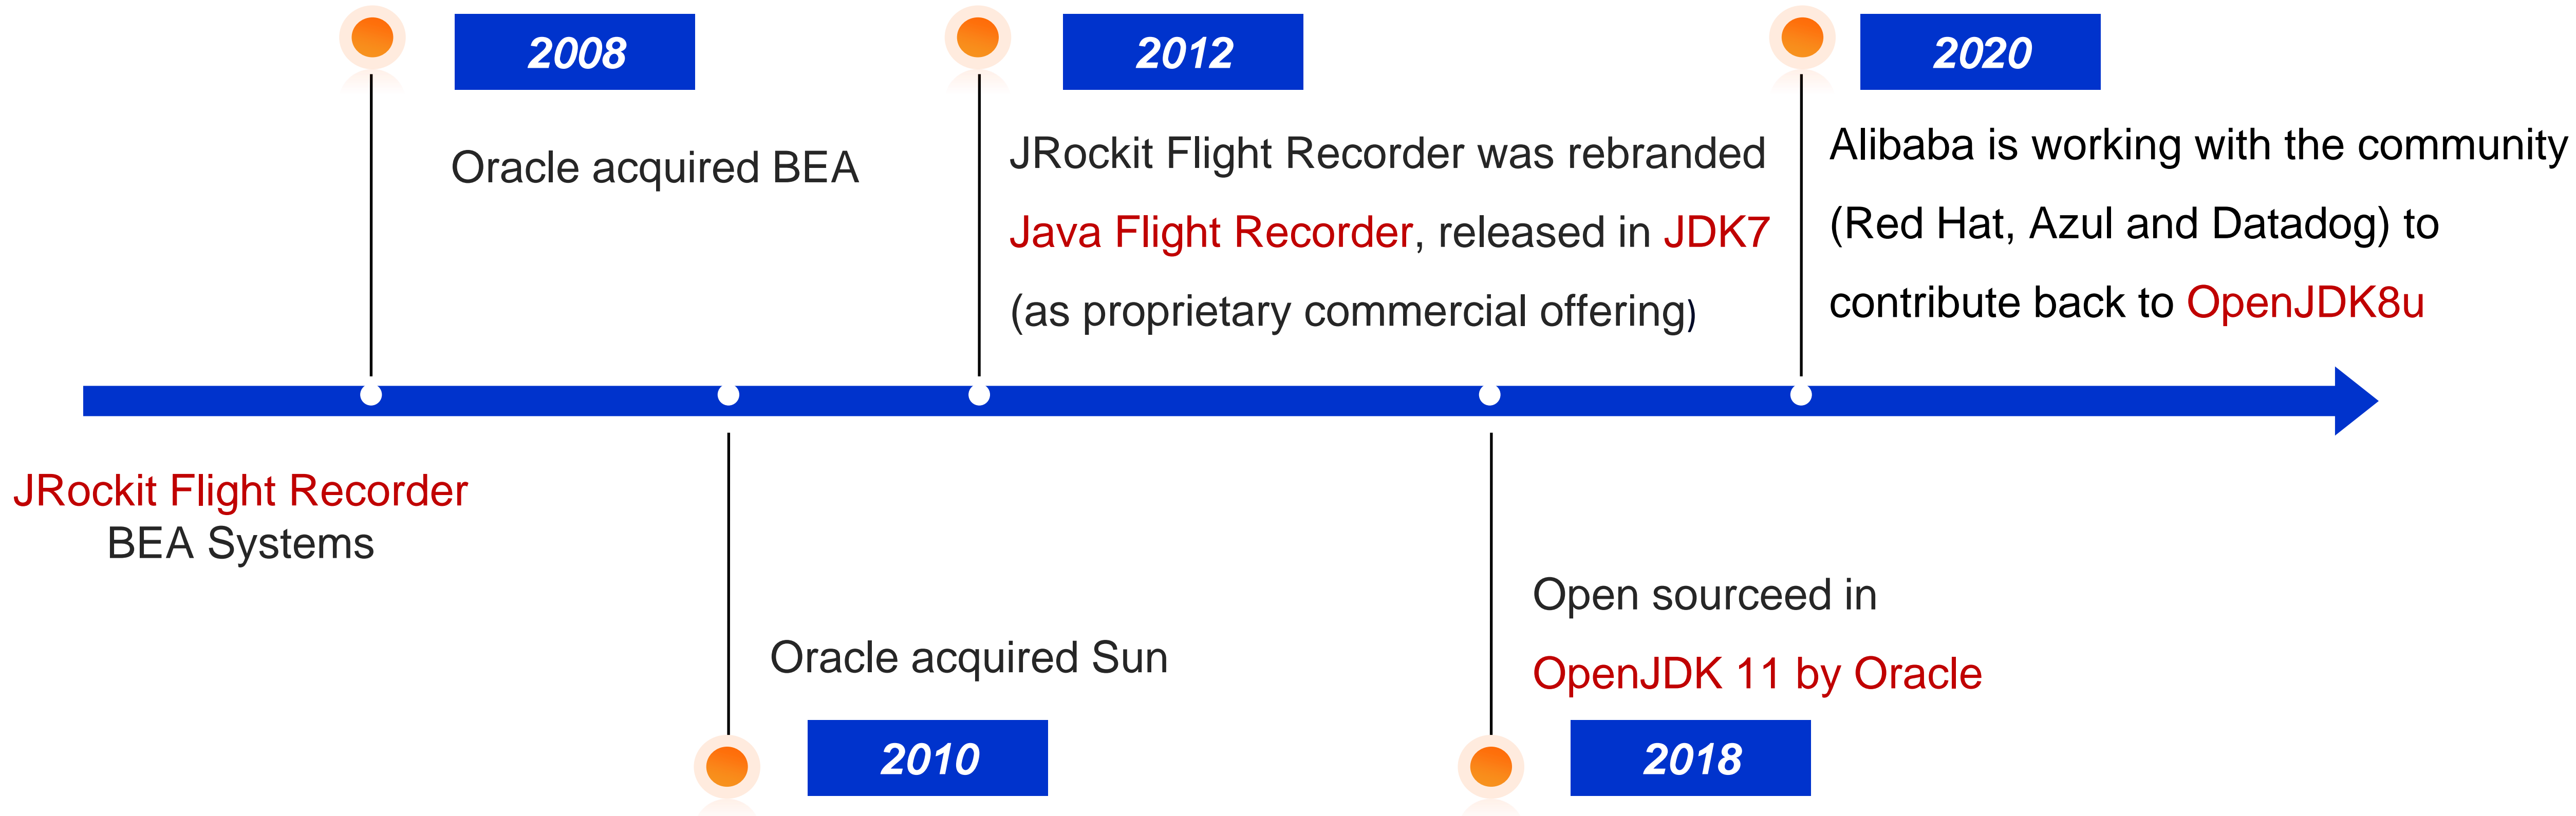 2008
Oracle acquired BEA
2012
JRockit Flight Recorder was rebranded
Java Flight Recorder, released in JDK7
(as proprietary commercial offering)
2020
Alibaba is working with the community
(Red Hat, Azul and Datadog) to
contribute back to OpenJDK8u
JRockit Flight Recorder
BEA Systems
Oracle acquired Sun
2010
Open sourceed in
OpenJDK 11 by Oracle
2018